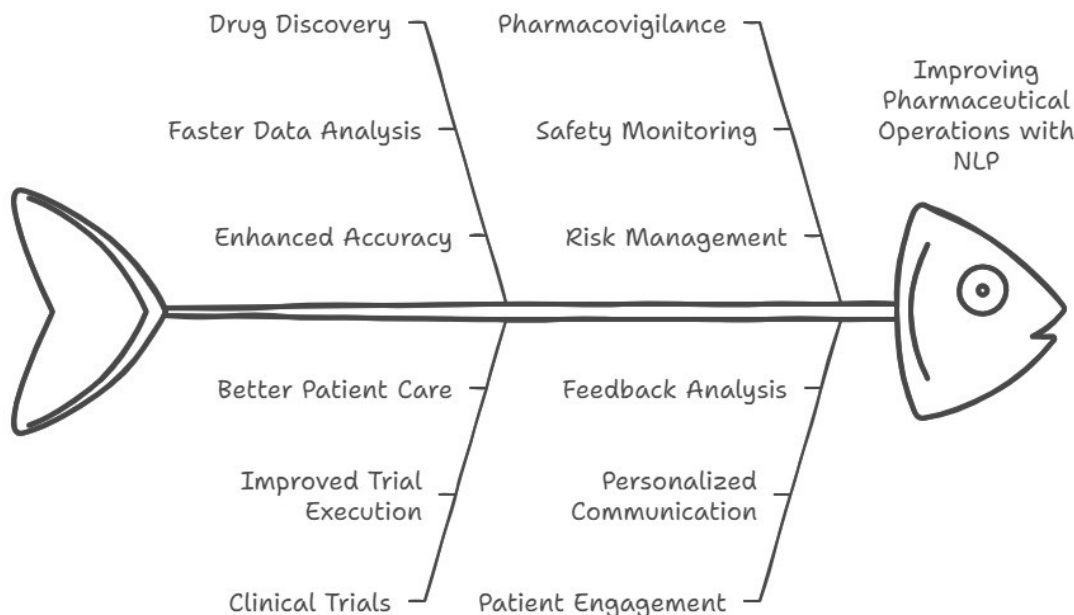 Drug Discovery
Pharmacovigilance
Improving
Pharmaceutical
Operations with
NLP
Faster Data Analysis
Safety Monitoring
Enhanced Accuracy
Risk Management
Better Patient Care
Feedback Analysis
Improved Trial
Execution
Personalized
Communication
Clinical Trials
Patient Engagement